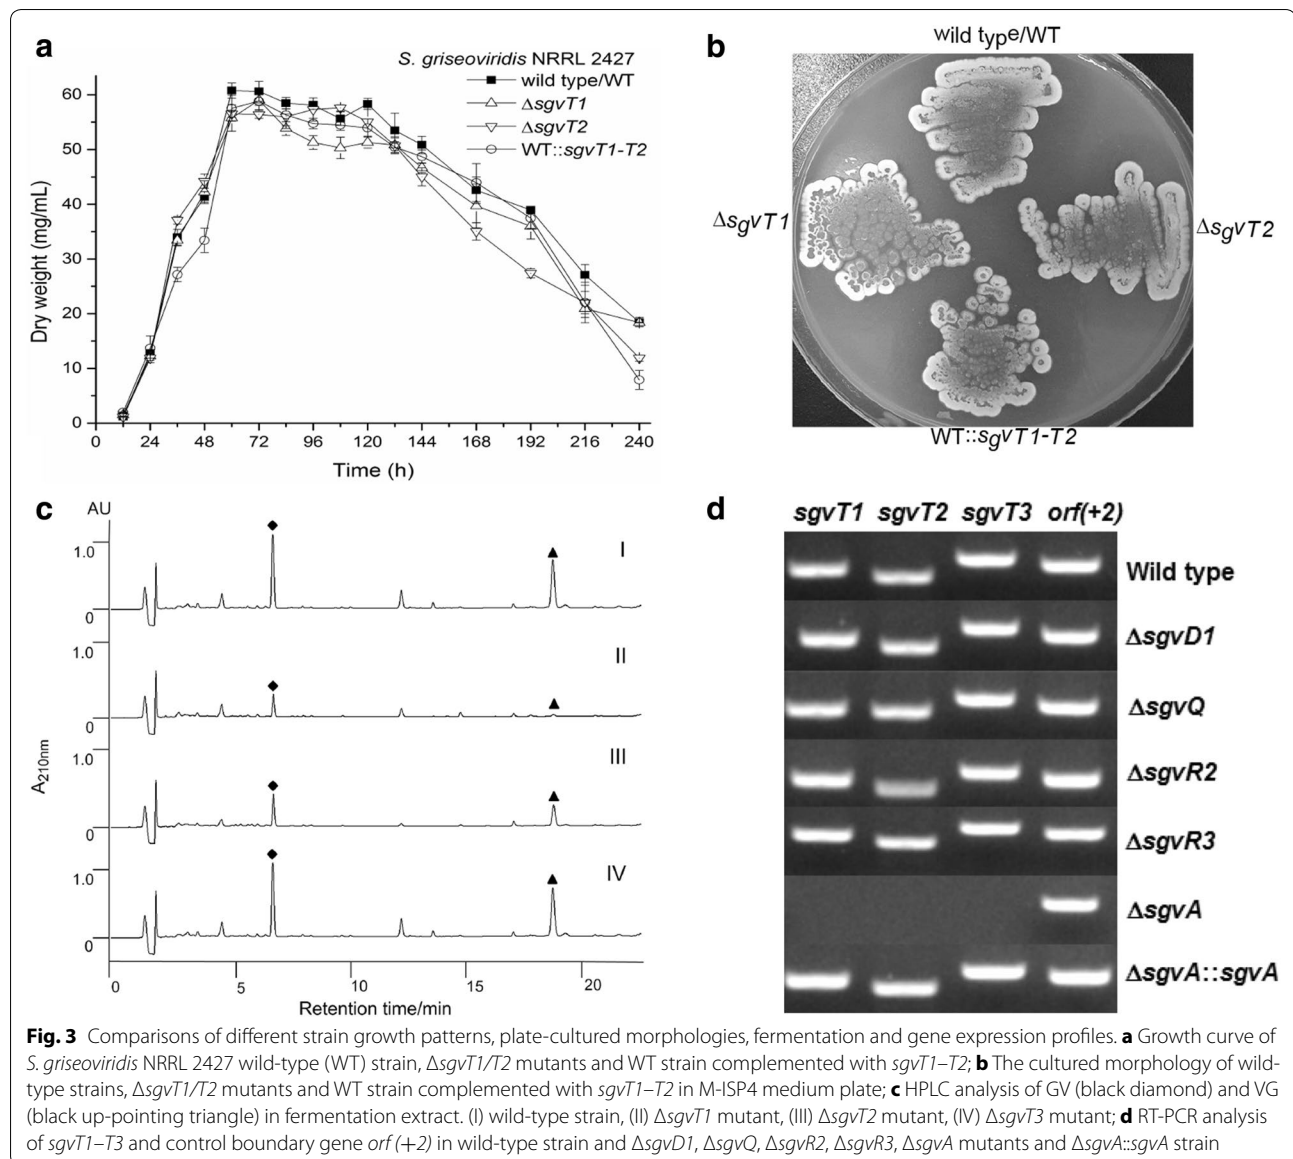 a
S. griseoviridis NRRL 2427
wild type/WT
ΔsgvT1
ΔsgvT2
WT::sgvT1-T2
60
50
40
30
20
10
0
Dry weight (mg/mL)
0 24 48 72 96 120 144 168 192 216 240
Time (h)
b
wild type/WT
ΔsgvT1
ΔsgvT2
WT::sgvT1-T2
c
AU
1.0
I
0
1.0
II
0
1.0
III
0
1.0
IV
0
A210nm
0 5 10 15 20
Retention time/min
d
sgvT1 sgvT2 sgvT3 orf(+2)
Wild type
ΔsgvD1
ΔsgvQ
ΔsgvR2
ΔsgvR3
ΔsgvA
ΔsgvA::sgvA
Fig. 3 Comparisons of different strain growth patterns, plate-cultured morphologies, fermentation and gene expression profiles. a Growth curve of
S. griseoviridis NRRL 2427 wild-type (WT) strain, ΔsgvT1/T2 mutants and WT strain complemented with sgvT1–T2; b The cultured morphology of wild-
type strains, ΔsgvT1/T2 mutants and WT strain complemented with sgvT1–T2 in M-ISP4 medium plate; c HPLC analysis of GV (black diamond) and VG
(black up-pointing triangle) in fermentation extract. (I) wild-type strain, (II) ΔsgvT1 mutant, (III) ΔsgvT2 mutant, (IV) ΔsgvT3 mutant; d RT-PCR analysis
of sgvT1–T3 and control boundary gene orf (+2) in wild-type strain and ΔsgvD1, ΔsgvQ, ΔsgvR2, ΔsgvR3, ΔsgvA mutants and ΔsgvA::sgvA strain